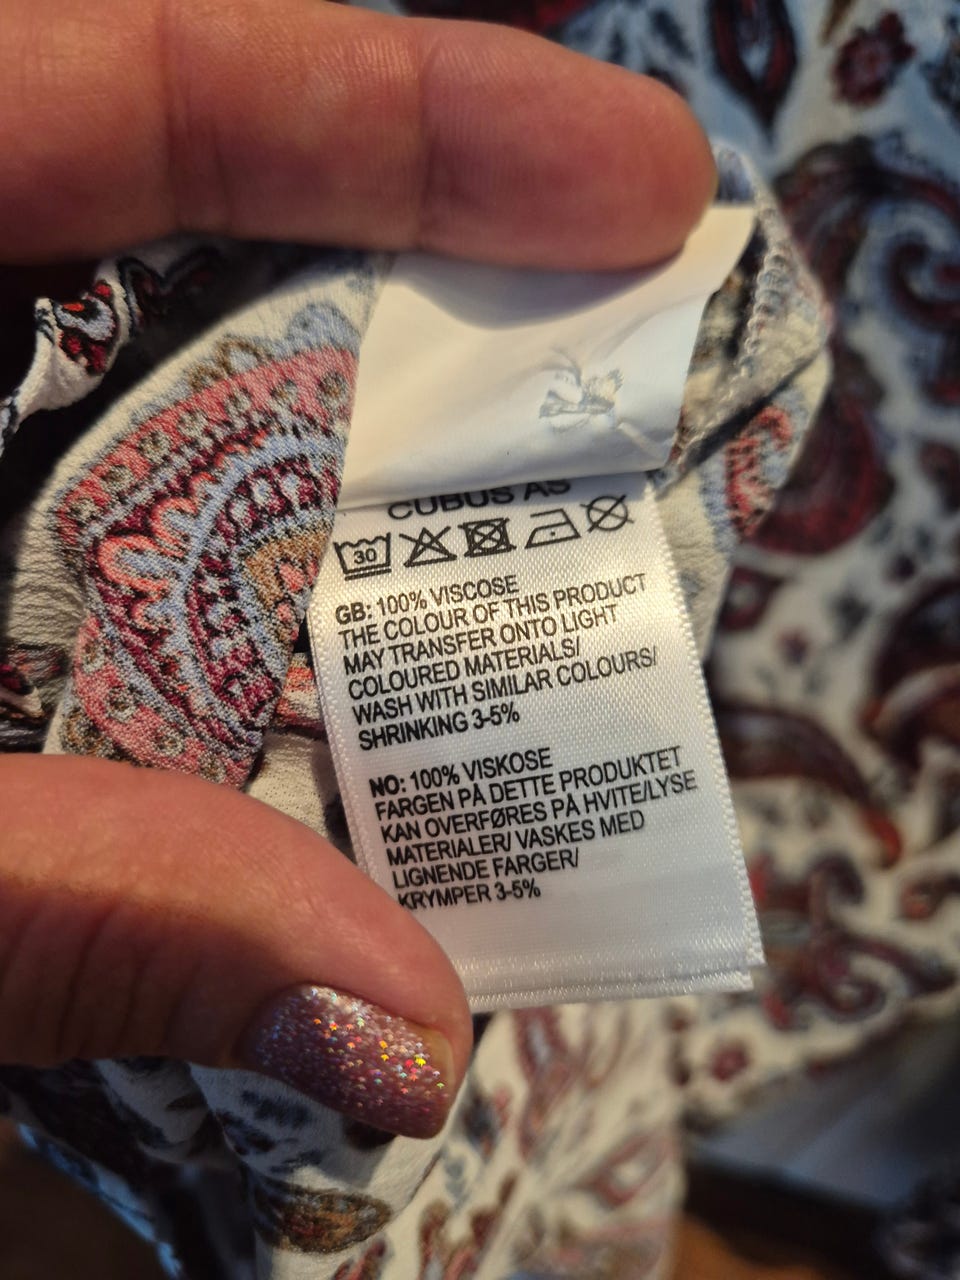 CUBUS AS
30
GB: 100% VISCOSE
THE COLOUR OF THIS PRODUCT
MAY TRANSFER ONTO LIGHT
COLOURED MATERIALS/
WASH WITH SIMILAR COLOURS/
SHRINKING 3-5%
NO: 100% VISKOSE
FARGEN PÅ DETTE PRODUKTET
KAN OVERFØRES PÅ HVITE/LYSE
MATERIALER/ VASKES MED
LIGNENDE FARGER/
KRYMPER 3-5%